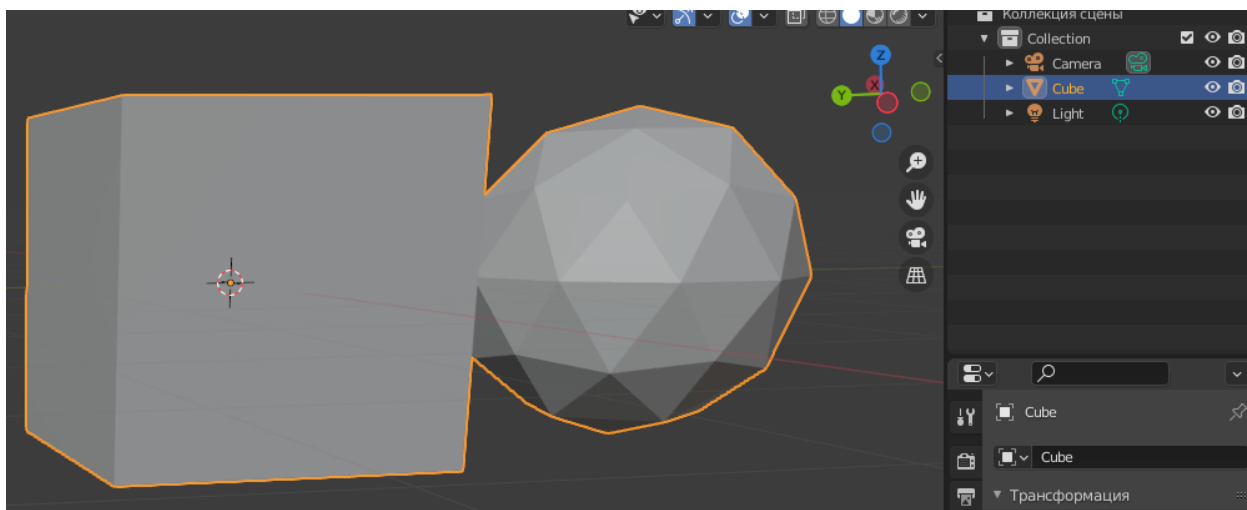 Коллекция сцены
Collection
Camera
Cube
Light
Z
X
Y
Cube
Cube
Трансформация